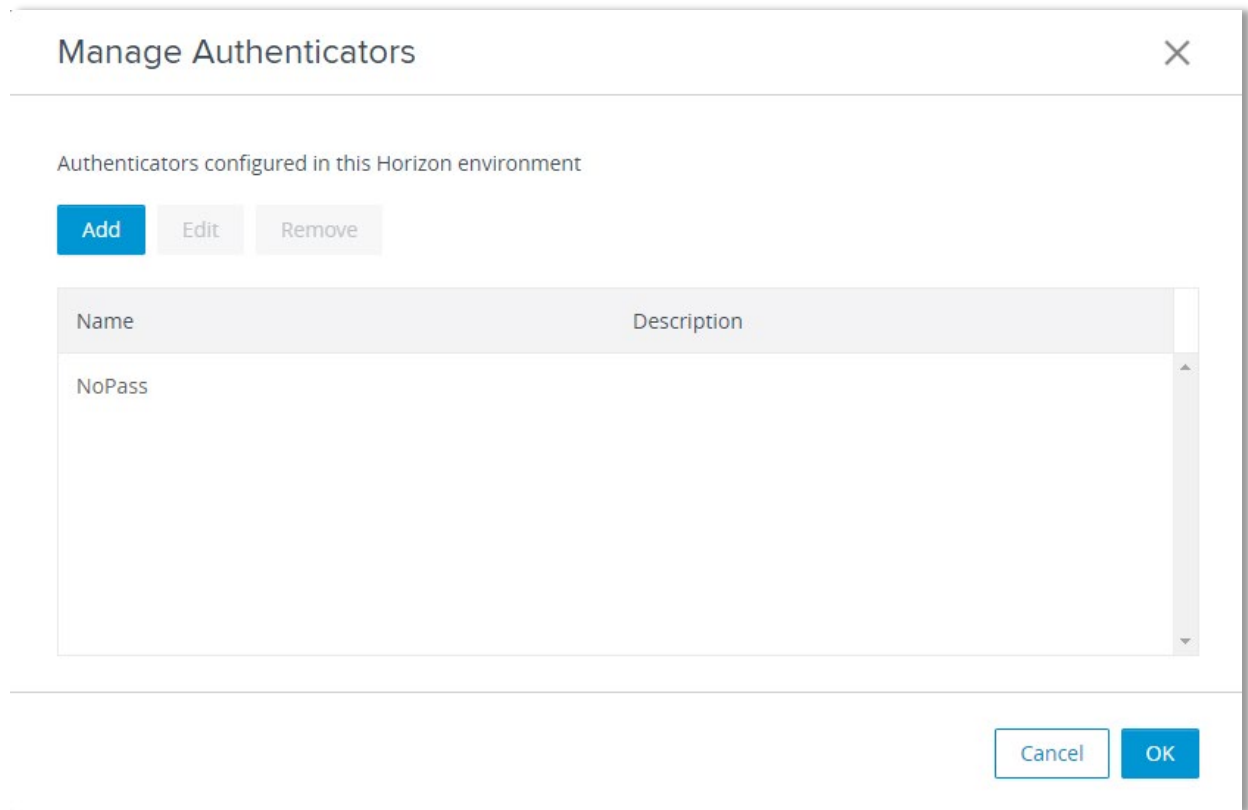 Manage Authenticators
Authenticators configured in this Horizon environment
Add Edit Remove
Name Description
NoPass
Cancel OK